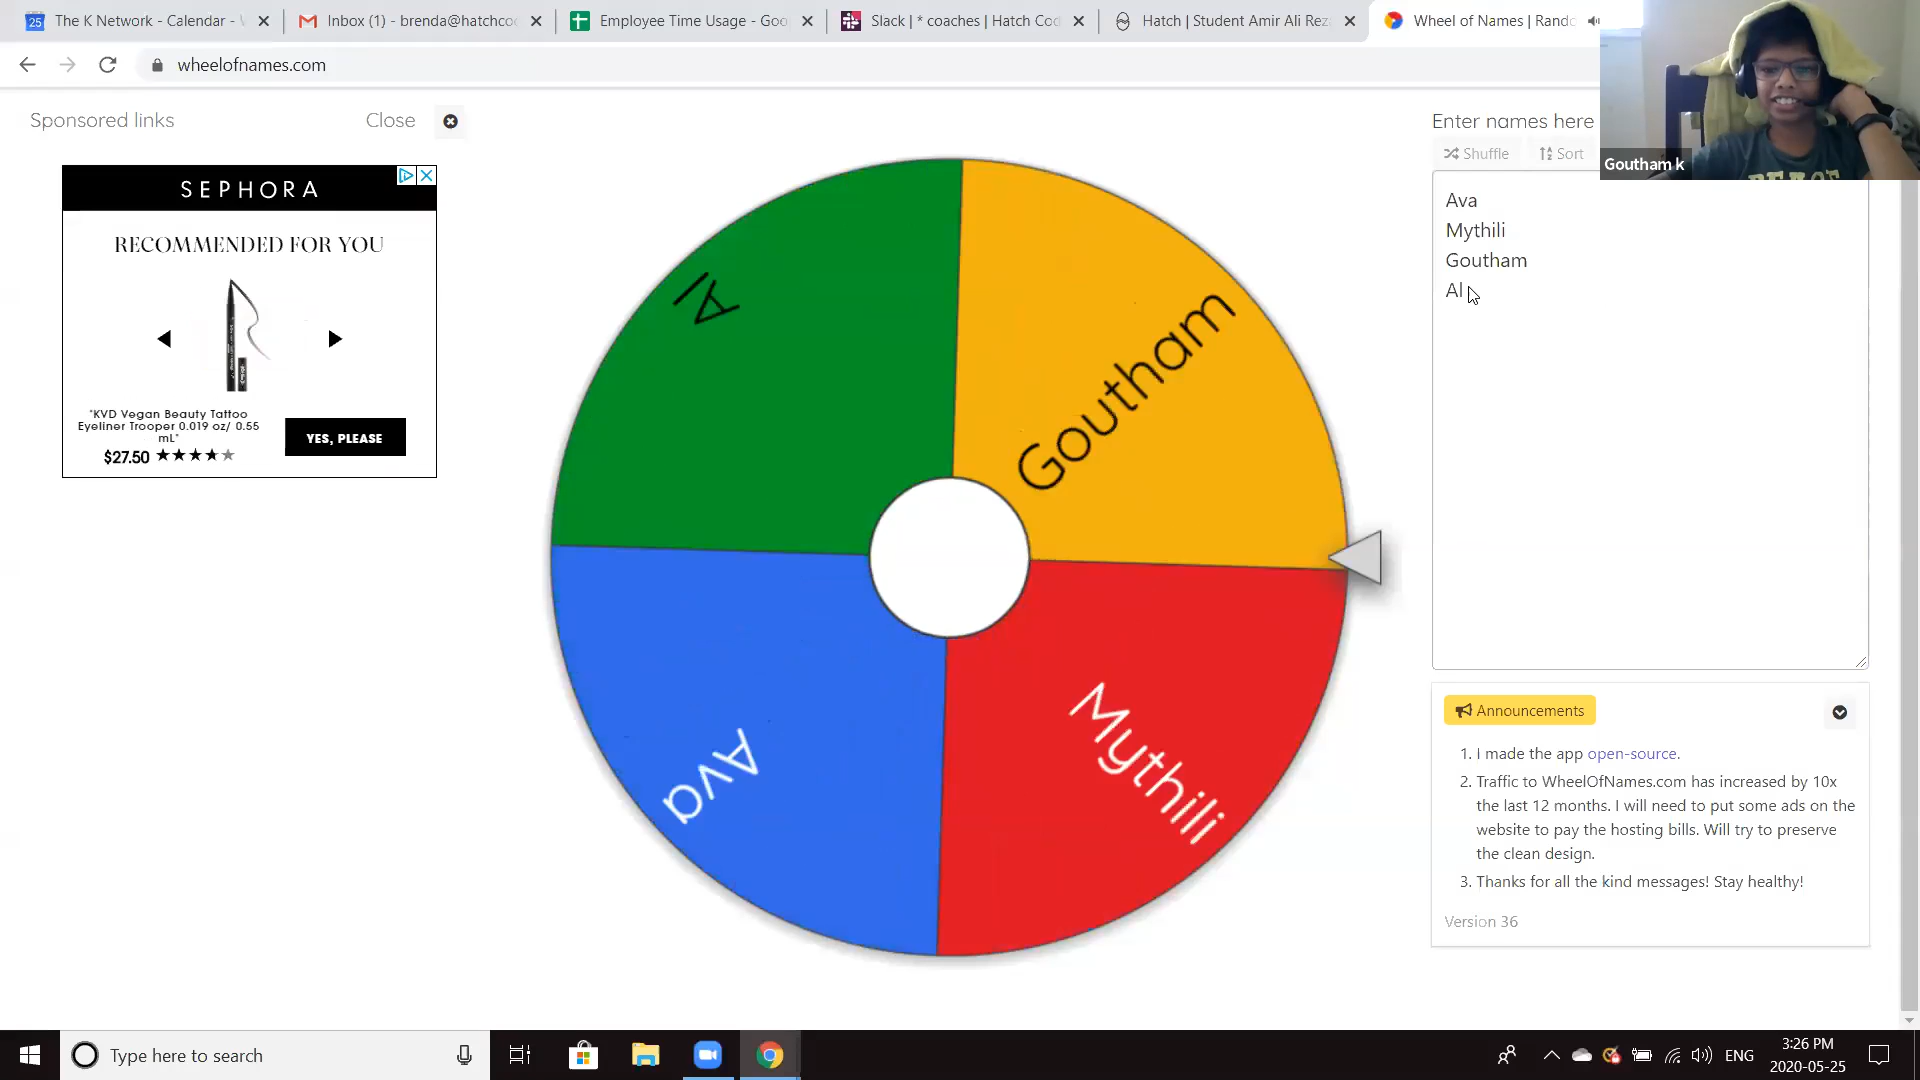 The K Network - Calendar -
Inbox (1) - brenda@hatchco
Employee Time Usage - Goo
Slack | * coaches | Hatch Cod
Hatch | Student Amir Ali Rez
Wheel of Names | Rando
wheelofnames.com
Sponsored links
Close
SEPHORA
RECOMMENDED FOR YOU
"KVD Vegan Beauty Tattoo
Eyeliner Trooper 0.019 oz/ 0.55
mL"
$27.50
YES, PLEASE
Al
Goutham
Ava
Mythili
Enter names here
Shuffle
Sort
Goutham k
Ava
Mythili
Goutham
Al
Announcements
1. I made the app open-source.
2. Traffic to WheelOfNames.com has increased by 10x
the last 12 months. I will need to put some ads on the
website to pay the hosting bills. Will try to preserve
the clean design.
3. Thanks for all the kind messages! Stay healthy!
Version 36
Type here to search
ENG
3:26 PM
2020-05-25
25